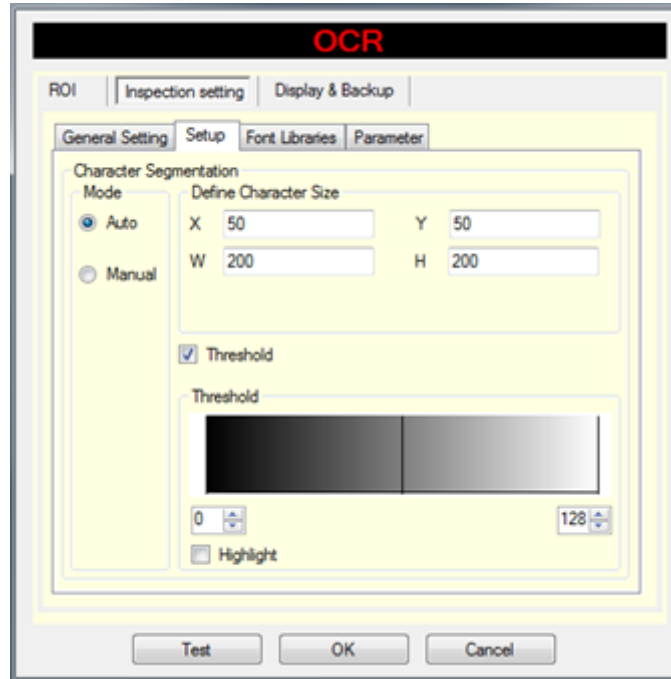 OCR
ROI Inspection setting Display & Backup
General Setting Setup Font Libraries Parameter
Character Segmentation
Mode Define Character Size
Auto X 50 Y 50
Manual W 200 H 200
Threshold
Threshold
0 128
Highlight
Test OK Cancel